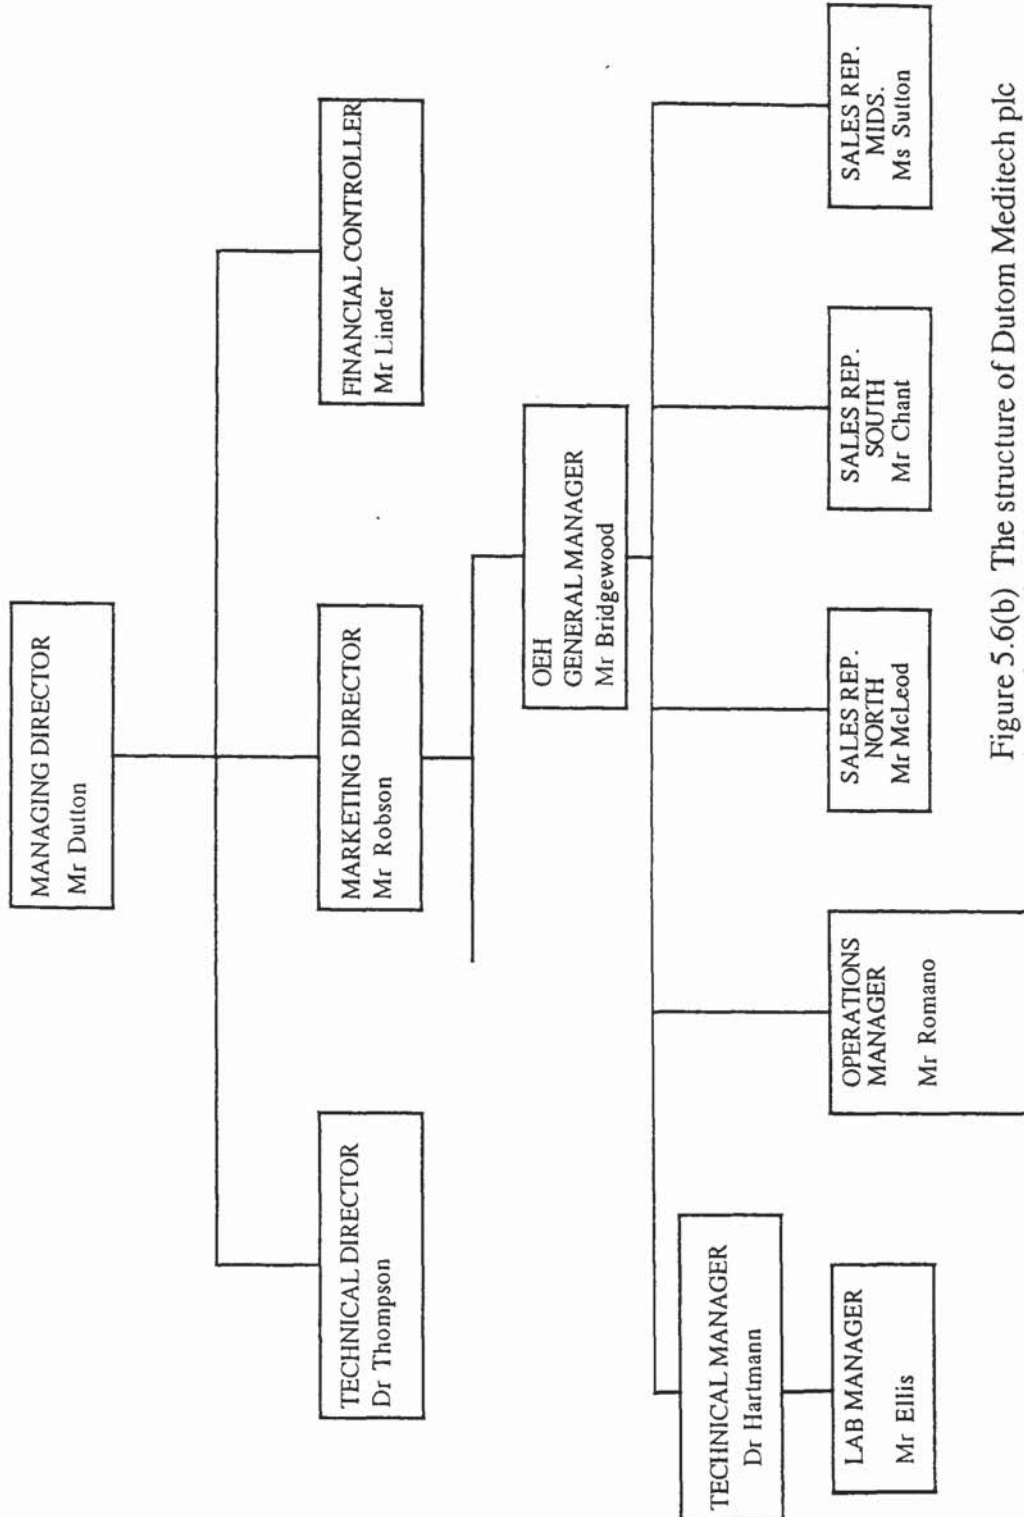 MANAGING DIRECTOR
Mr Dutton
TECHNICAL DIRECTOR
Dr Thompson
MARKETING DIRECTOR
Mr Robson
FINANCIAL CONTROLLER
Mr Linder
OEH
GENERAL MANAGER
Mr Bridgewood
TECHNICAL MANAGER
Dr Hartmann
LAB MANAGER
Mr Ellis
OPERATIONS
MANAGER
Mr Romano
SALES REP.
NORTH
Mr McLeod
SALES REP.
SOUTH
Mr Chant
SALES REP.
MIDS.
Ms Sutton
Figure 5.6(b) The structure of Dutom Meditech plc